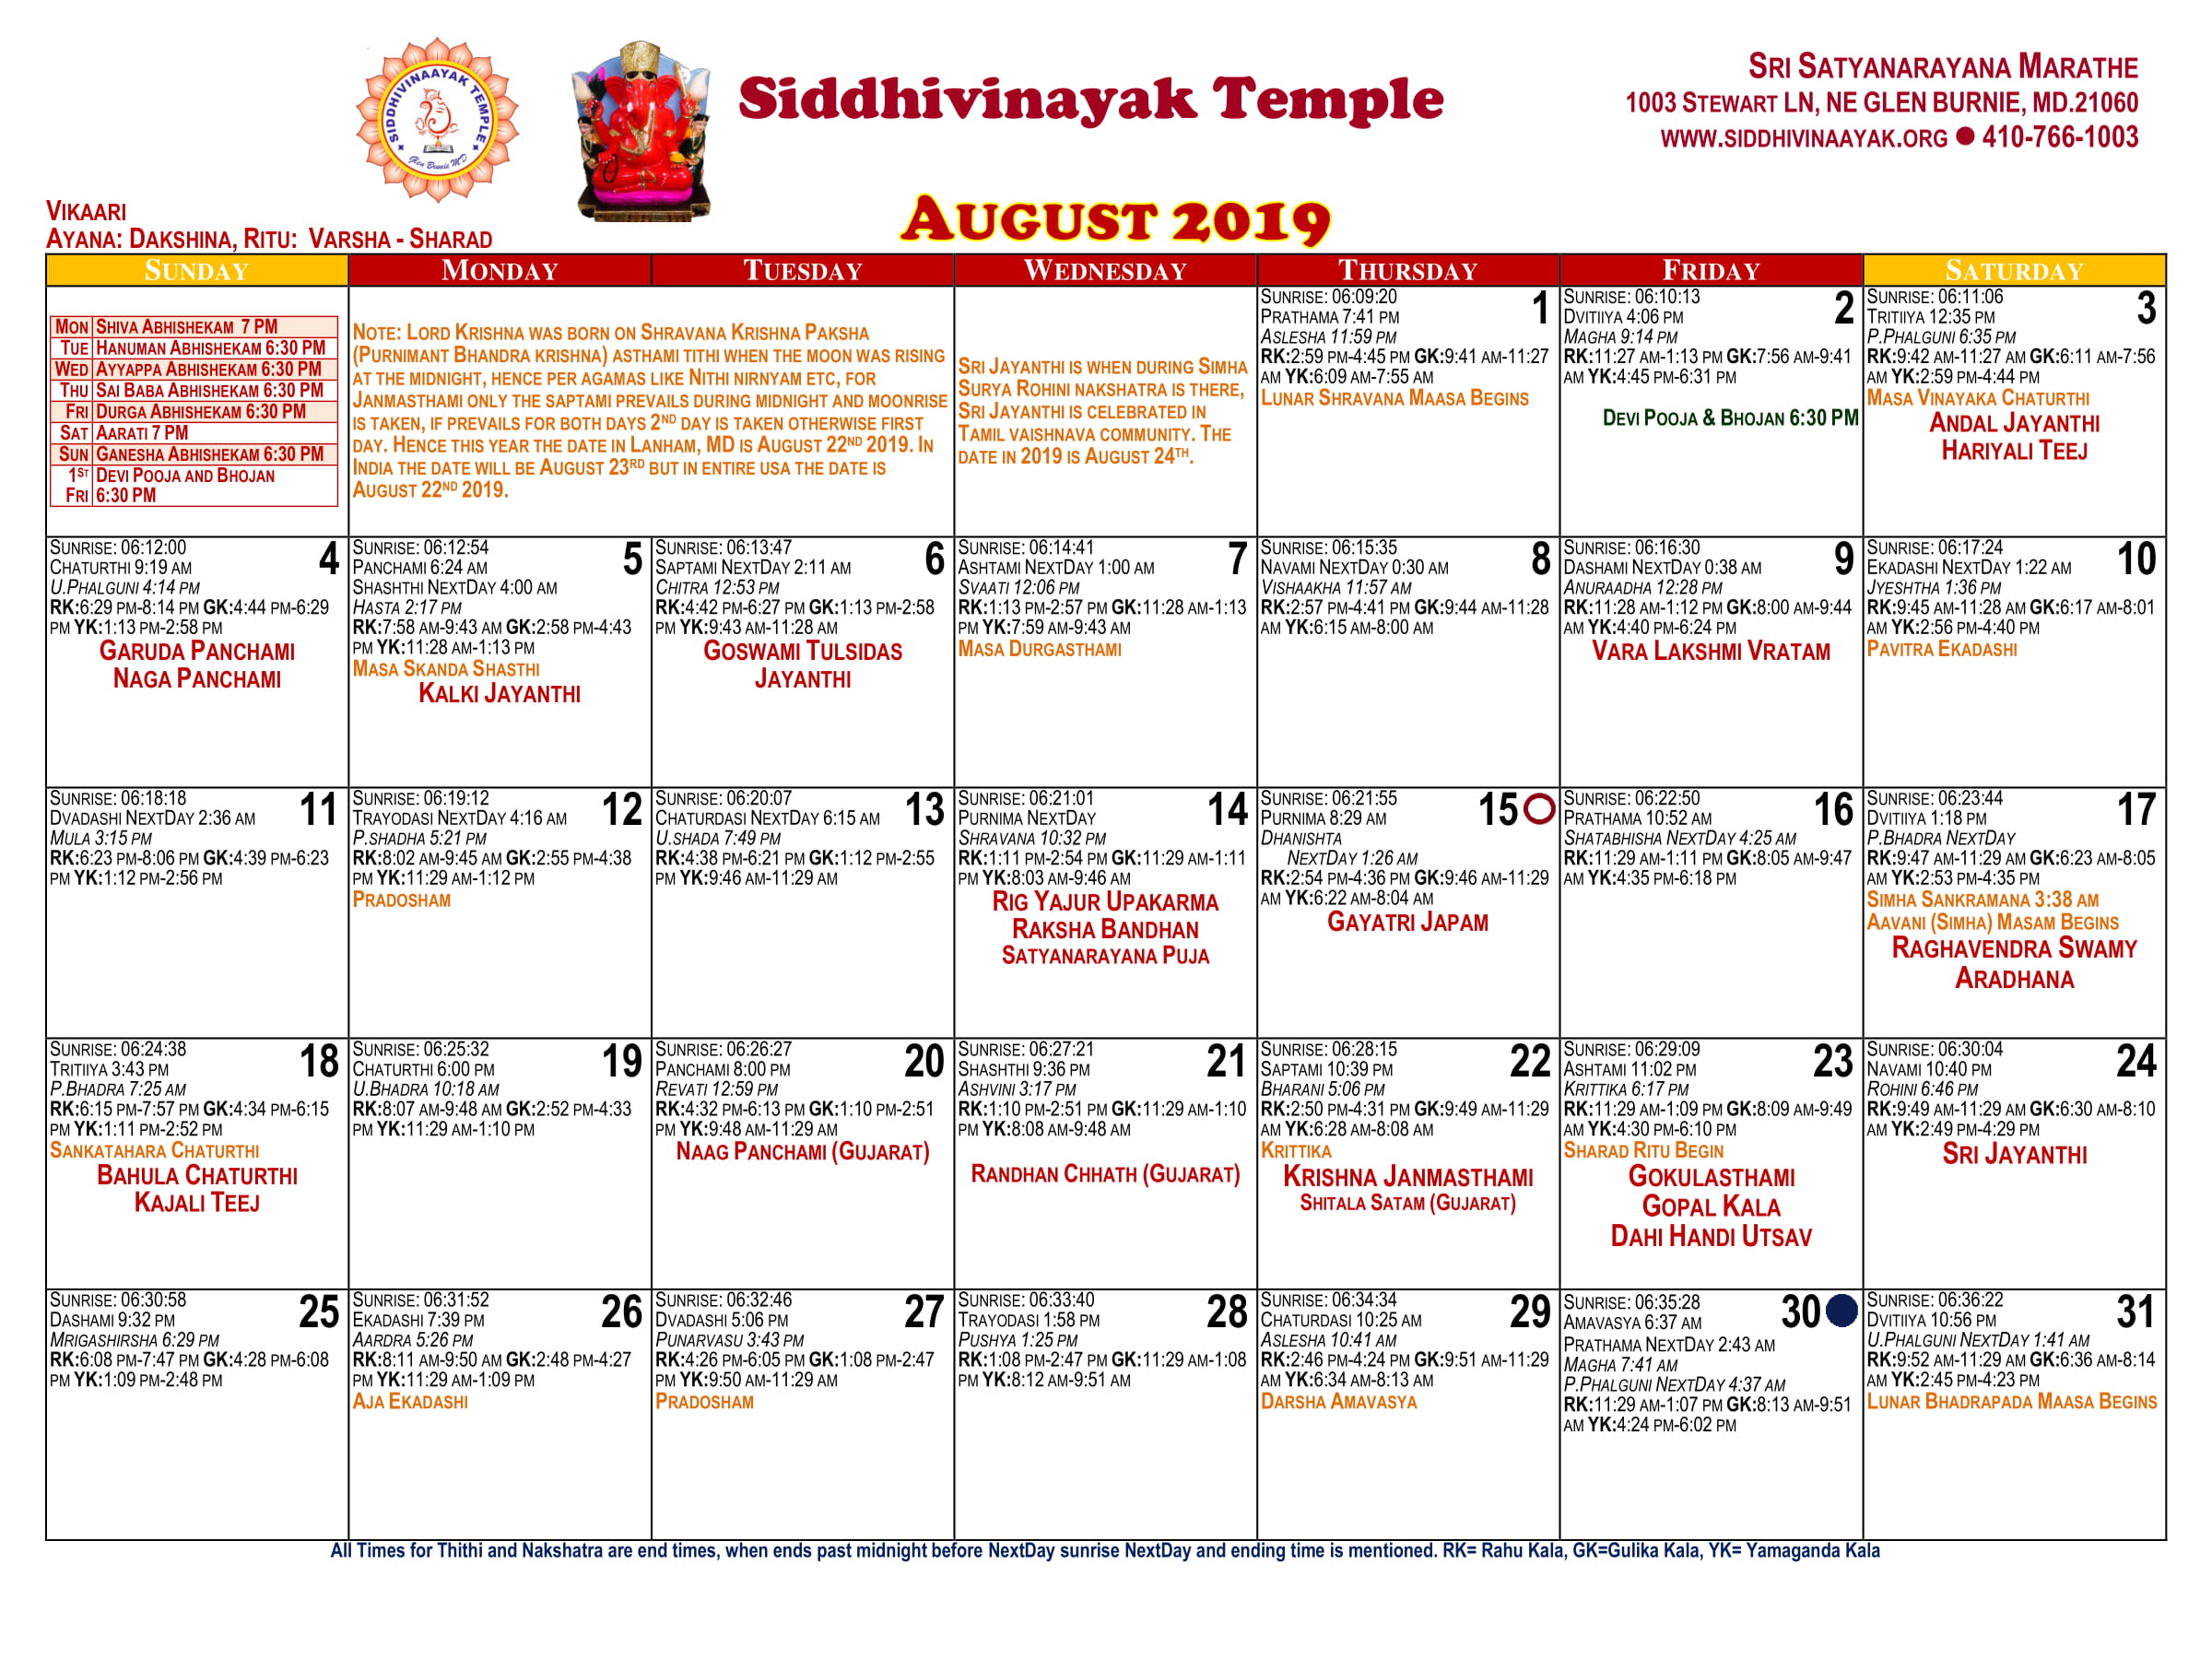 SIDDHIVINAAYAK TEMPLE
Glen Burnie MD
Siddhivinayak Temple
SRI SATYANARAYANA MARATHE
1003 STEWART LN, NE GLEN BURNIE, MD.21060
WWW.SIDDHIVINAAYAK.ORG ● 410-766-1003
VIKAARI
AYANA: DAKSHINA, RITU: VARSHA - SHARAD
AUGUST 2019
SUNDAY MONDAY TUESDAY WEDNESDAY THURSDAY FRIDAY SATURDAY
MON SHIVA ABHISHEKAM 7 PM
TUE HANUMAN ABHISHEKAM 6:30 PM
WED AYYAPPA ABHISHEKAM 6:30 PM
THU SAI BABA ABHISHEKAM 6:30 PM
FRI DURGA ABHISHEKAM 6:30 PM
SAT AARATI 7 PM
SUN GANESHA ABHISHEKAM 6:30 PM
1ST DEVI POOJA AND BHOJAN
FRI 6:30 PM
NOTE: LORD KRISHNA WAS BORN ON SHRAVANA KRISHNA PAKSHA
(PURNIMANT BHANDRA KRISHNA) ASTHAMI TITHI WHEN THE MOON WAS RISING
AT THE MIDNIGHT, HENCE PER AGAMAS LIKE NITHI NIRNYAM ETC, FOR
JANMASTHAMI ONLY THE SAPTAMI PREVAILS DURING MIDNIGHT AND MOONRISE
IS TAKEN, IF PREVAILS FOR BOTH DAYS 2ND DAY IS TAKEN OTHERWISE FIRST
DAY. HENCE THIS YEAR THE DATE IN LANHAM, MD IS AUGUST 22ND 2019. IN
INDIA THE DATE WILL BE AUGUST 23RD BUT IN ENTIRE USA THE DATE IS
AUGUST 22ND 2019.
SRI JAYANTHI IS WHEN DURING SIMHA
SURYA ROHINI NAKSHATRA IS THERE,
SRI JAYANTHI IS CELEBRATED IN
TAMIL VAISHNAVA COMMUNITY. THE
DATE IN 2019 IS AUGUST 24TH.
SUNRISE: 06:09:20 1
PRATHAMA 7:41 PM
ASLESHA 11:59 PM
RK:2:59 PM-4:45 PM GK:9:41 AM-11:27
AM YK:6:09 AM-7:55 AM
LUNAR SHRAVANA MAASA BEGINS
SUNRISE: 06:10:13 2
DVITIIYA 4:06 PM
MAGHA 9:14 PM
RK:11:27 AM-1:13 PM GK:7:56 AM-9:41
AM YK:4:45 PM-6:31 PM
DEVI POOJA & BHOJAN 6:30 PM
SUNRISE: 06:11:06 3
TRITIIYA 12:35 PM
P.PHALGUNI 6:35 PM
RK:9:42 AM-11:27 AM GK:6:11 AM-7:56
AM YK:2:59 PM-4:44 PM
MASA VINAYAKA CHATURTHI
ANDAL JAYANTHI
HARIYALI TEEJ
SUNRISE: 06:12:00 4
CHATURTHI 9:19 AM
U.PHALGUNI 4:14 PM
RK:6:29 PM-8:14 PM GK:4:44 PM-6:29
PM YK:1:13 PM-2:58 PM
GARUDA PANCHAMI
NAGA PANCHAMI
SUNRISE: 06:12:54 5
PANCHAMI 6:24 AM
SHASHTHI NEXTDAY 4:00 AM
HASTA 2:17 PM
RK:7:58 AM-9:43 AM GK:2:58 PM-4:43
PM YK:11:28 AM-1:13 PM
MASA SKANDA SHASTHI
KALKI JAYANTHI
SUNRISE: 06:13:47 6
SAPTAMI NEXTDAY 2:11 AM
CHITRA 12:53 PM
RK:4:42 PM-6:27 PM GK:1:13 PM-2:58
PM YK:9:43 AM-11:28 AM
GOSWAMI TULSIDAS
JAYANTHI
SUNRISE: 06:14:41 7
ASHTAMI NEXTDAY 1:00 AM
SVAATI 12:06 PM
RK:1:13 PM-2:57 PM GK:11:28 AM-1:13
PM YK:7:59 AM-9:43 AM
MASA DURGASTHAMI
SUNRISE: 06:15:35 8
NAVAMI NEXTDAY 0:30 AM
VISHAAKHA 11:57 AM
RK:2:57 PM-4:41 PM GK:9:44 AM-11:28
AM YK:6:15 AM-8:00 AM
SUNRISE: 06:16:30 9
DASHAMI NEXTDAY 0:38 AM
ANURAADHA 12:28 PM
RK:11:28 AM-1:12 PM GK:8:00 AM-9:44
AM YK:4:40 PM-6:24 PM
VARA LAKSHMI VRATAM
SUNRISE: 06:17:24 10
EKADASHI NEXTDAY 1:22 AM
JYESHTHA 1:36 PM
RK:9:45 AM-11:28 AM GK:6:17 AM-8:01
AM YK:2:56 PM-4:40 PM
PAVITRA EKADASHI
SUNRISE: 06:18:18 11
DVADASHI NEXTDAY 2:36 AM
MULA 3:15 PM
RK:6:23 PM-8:06 PM GK:4:39 PM-6:23
PM YK:1:12 PM-2:56 PM
SUNRISE: 06:19:12 12
TRAYODASI NEXTDAY 4:16 AM
P.SHADHA 5:21 PM
RK:8:02 AM-9:45 AM GK:2:55 PM-4:38
PM YK:11:29 AM-1:12 PM
PRADOSHAM
SUNRISE: 06:20:07 13
CHATURDASI NEXTDAY 6:15 AM
U.SHADA 7:49 PM
RK:4:38 PM-6:21 PM GK:1:12 PM-2:55
PM YK:9:46 AM-11:29 AM
SUNRISE: 06:21:01 14
PURNIMA NEXTDAY
SHRAVANA 10:32 PM
RK:1:11 PM-2:54 PM GK:11:29 AM-1:11
PM YK:8:03 AM-9:46 AM
RIG YAJUR UPAKARMA
RAKSHA BANDHAN
SATYANARAYANA PUJA
SUNRISE: 06:21:55 15
PURNIMA 8:29 AM
DHANISHTA
NEXTDAY 1:26 AM
RK:2:54 PM-4:36 PM GK:9:46 AM-11:29
AM YK:6:22 AM-8:04 AM
GAYATRI JAPAM
SUNRISE: 06:22:50 16
PRATHAMA 10:52 AM
SHATABHISHA NEXTDAY 4:25 AM
RK:11:29 AM-1:11 PM GK:8:05 AM-9:47
AM YK:4:35 PM-6:18 PM
SUNRISE: 06:23:44 17
DVITIIYA 1:18 PM
P.BHADRA NEXTDAY
RK:9:47 AM-11:29 AM GK:6:23 AM-8:05
AM YK:2:53 PM-4:35 PM
SIMHA SANKRAMANA 3:38 AM
AAVANI (SIMHA) MASAM BEGINS
RAGHAVENDRA SWAMY
ARADHANA
SUNRISE: 06:24:38 18
TRITIIYA 3:43 PM
P.BHADRA 7:25 AM
RK:6:15 PM-7:57 PM GK:4:34 PM-6:15
PM YK:1:11 PM-2:52 PM
SANKATAHARA CHATURTHI
BAHULA CHATURTHI
KAJALI TEEJ
SUNRISE: 06:25:32 19
CHATURTHI 6:00 PM
U.BHADRA 10:18 AM
RK:8:07 AM-9:48 AM GK:2:52 PM-4:33
PM YK:11:29 AM-1:10 PM
SUNRISE: 06:26:27 20
PANCHAMI 8:00 PM
REVATI 12:59 PM
RK:4:32 PM-6:13 PM GK:1:10 PM-2:51
PM YK:9:48 AM-11:29 AM
NAAG PANCHAMI (GUJARAT)
SUNRISE: 06:27:21 21
SHASHTHI 9:36 PM
ASHVINI 3:17 PM
RK:1:10 PM-2:51 PM GK:11:29 AM-1:10
PM YK:8:08 AM-9:48 AM
RANDHAN CHHATH (GUJARAT)
SUNRISE: 06:28:15 22
SAPTAMI 10:39 PM
BHARANI 5:06 PM
RK:2:50 PM-4:31 PM GK:9:49 AM-11:29
AM YK:6:28 AM-8:08 AM
KRITTIKA
KRISHNA JANMASTHAMI
SHITALA SATAM (GUJARAT)
SUNRISE: 06:29:09 23
ASHTAMI 11:02 PM
KRITTIKA 6:17 PM
RK:11:29 AM-1:09 PM GK:8:09 AM-9:49
AM YK:4:30 PM-6:10 PM
SHARAD RITU BEGIN
GOKULASTHAMI
GOPAL KALA
DAHI HANDI UTSAV
SUNRISE: 06:30:04 24
NAVAMI 10:40 PM
ROHINI 6:46 PM
RK:9:49 AM-11:29 AM GK:6:30 AM-8:10
AM YK:2:49 PM-4:29 PM
SRI JAYANTHI
SUNRISE: 06:30:58 25
DASHAMI 9:32 PM
MRIGASHIRSHA 6:29 PM
RK:6:08 PM-7:47 PM GK:4:28 PM-6:08
PM YK:1:09 PM-2:48 PM
SUNRISE: 06:31:52 26
EKADASHI 7:39 PM
AARDRA 5:26 PM
RK:8:11 AM-9:50 AM GK:2:48 PM-4:27
PM YK:11:29 AM-1:09 PM
AJA EKADASHI
SUNRISE: 06:32:46 27
DVADASHI 5:06 PM
PUNARVASU 3:43 PM
RK:4:26 PM-6:05 PM GK:1:08 PM-2:47
PM YK:9:50 AM-11:29 AM
PRADOSHAM
SUNRISE: 06:33:40 28
TRAYODASI 1:58 PM
PUSHYA 1:25 PM
RK:1:08 PM-2:47 PM GK:11:29 AM-1:08
PM YK:8:12 AM-9:51 AM
SUNRISE: 06:34:34 29
CHATURDASI 10:25 AM
ASLESHA 10:41 AM
RK:2:46 PM-4:24 PM GK:9:51 AM-11:29
AM YK:6:34 AM-8:13 AM
DARSHA AMAVASYA
SUNRISE: 06:35:28 30
AMAVASYA 6:37 AM
PRATHAMA NEXTDAY 2:43 AM
MAGHA 7:41 AM
P.PHALGUNI NEXTDAY 4:37 AM
RK:11:29 AM-1:07 PM GK:8:13 AM-9:51
AM YK:4:24 PM-6:02 PM
SUNRISE: 06:36:22 31
DVITIIYA 10:56 PM
U.PHALGUNI NEXTDAY 1:41 AM
RK:9:52 AM-11:29 AM GK:6:36 AM-8:14
AM YK:2:45 PM-4:23 PM
LUNAR BHADRAPADA MAASA BEGINS
All Times for Thithi and Nakshatra are end times, when ends past midnight before NextDay sunrise NextDay and ending time is mentioned. RK= Rahu Kala, GK=Gulika Kala, YK= Yamaganda Kala